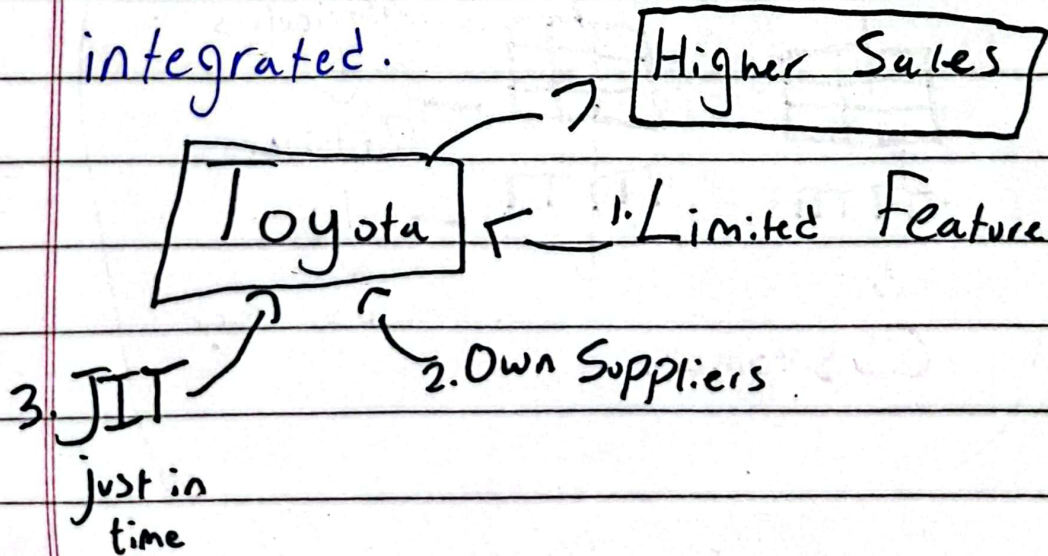 integrated.
Higher Sales
Toyota
1. Limited Feature
2. Own Suppliers
3. JIT
just in
time